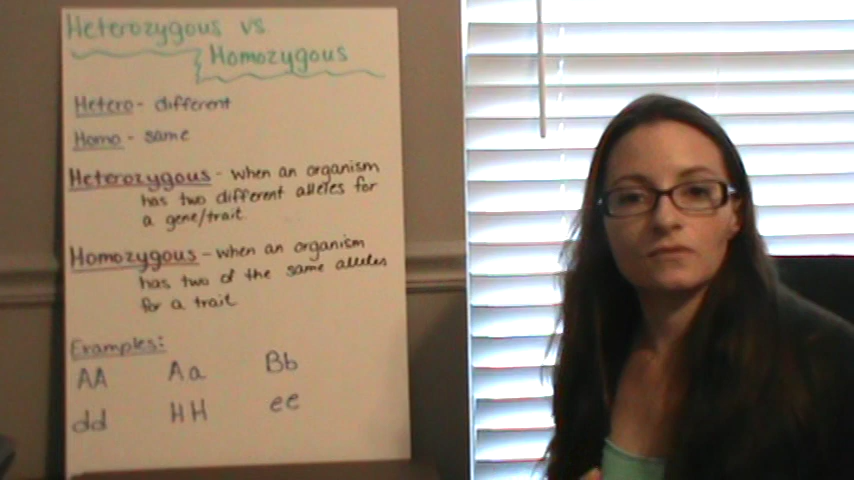 Heterozygous vs.
Homozygous
Hetero - different
Homo - same
Heterozygous - when an organism
has two different alleles for
a gene/trait.
Homozygous - when an organism
has two of the same alleles
for a trait
Examples:
AA Aa Bb
dd HH ee